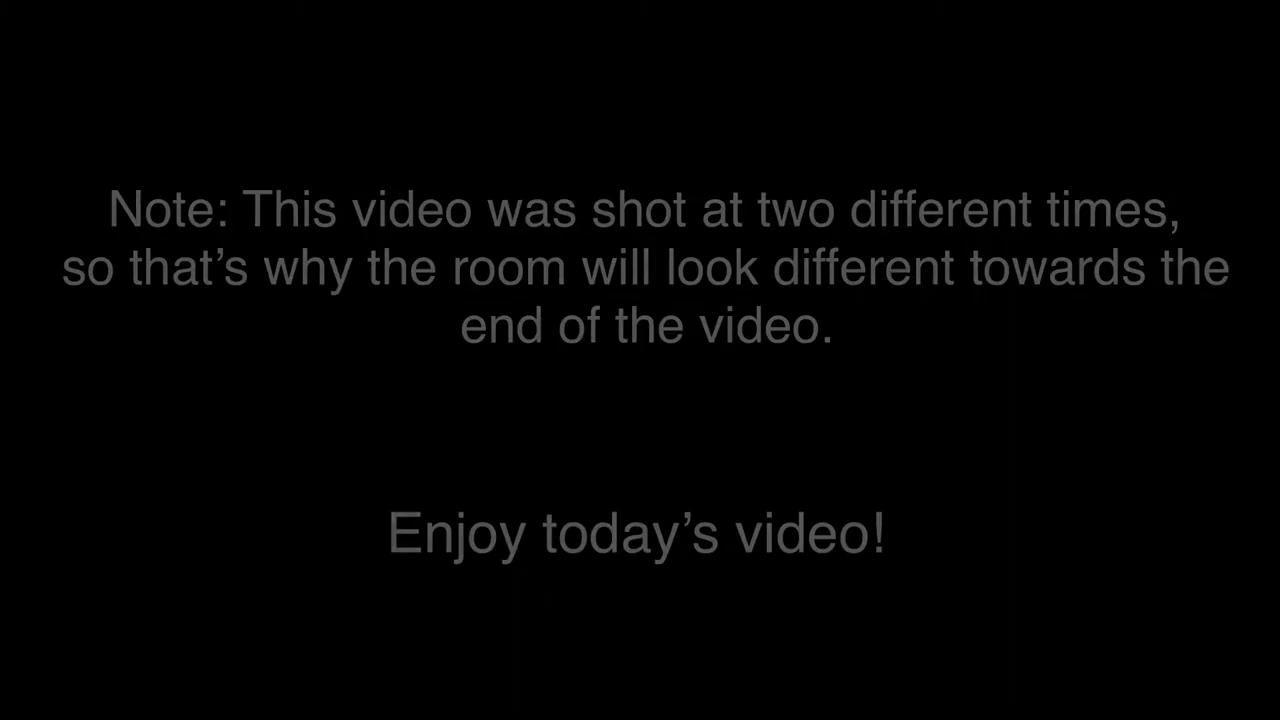 Note: This video was shot at two different times,
so that’s why the room will look different towards the
end of the video.
Enjoy today’s video!